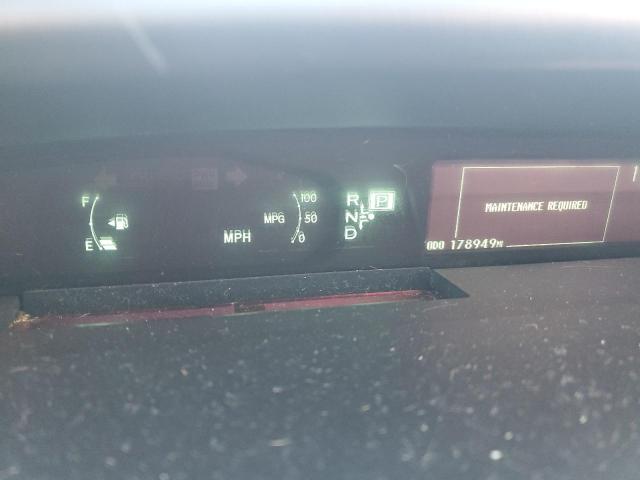 F
E
MPH
MPG
100
50
0
R
N
D
P
MAINTENANCE REQUIRED
ODO 178949MI